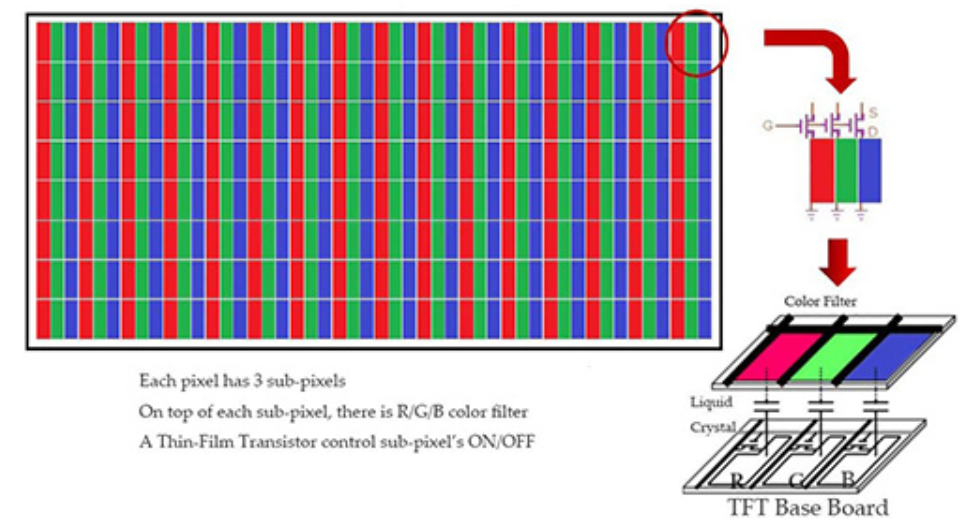 G
S
D
Color Filter
Each pixel has 3 sub-pixels
On top of each sub-pixel, there is R/G/B color filter
A Thin-Film Transistor control sub-pixel's ON/OFF
Liquid
Crystal
R G B
TFT Base Board